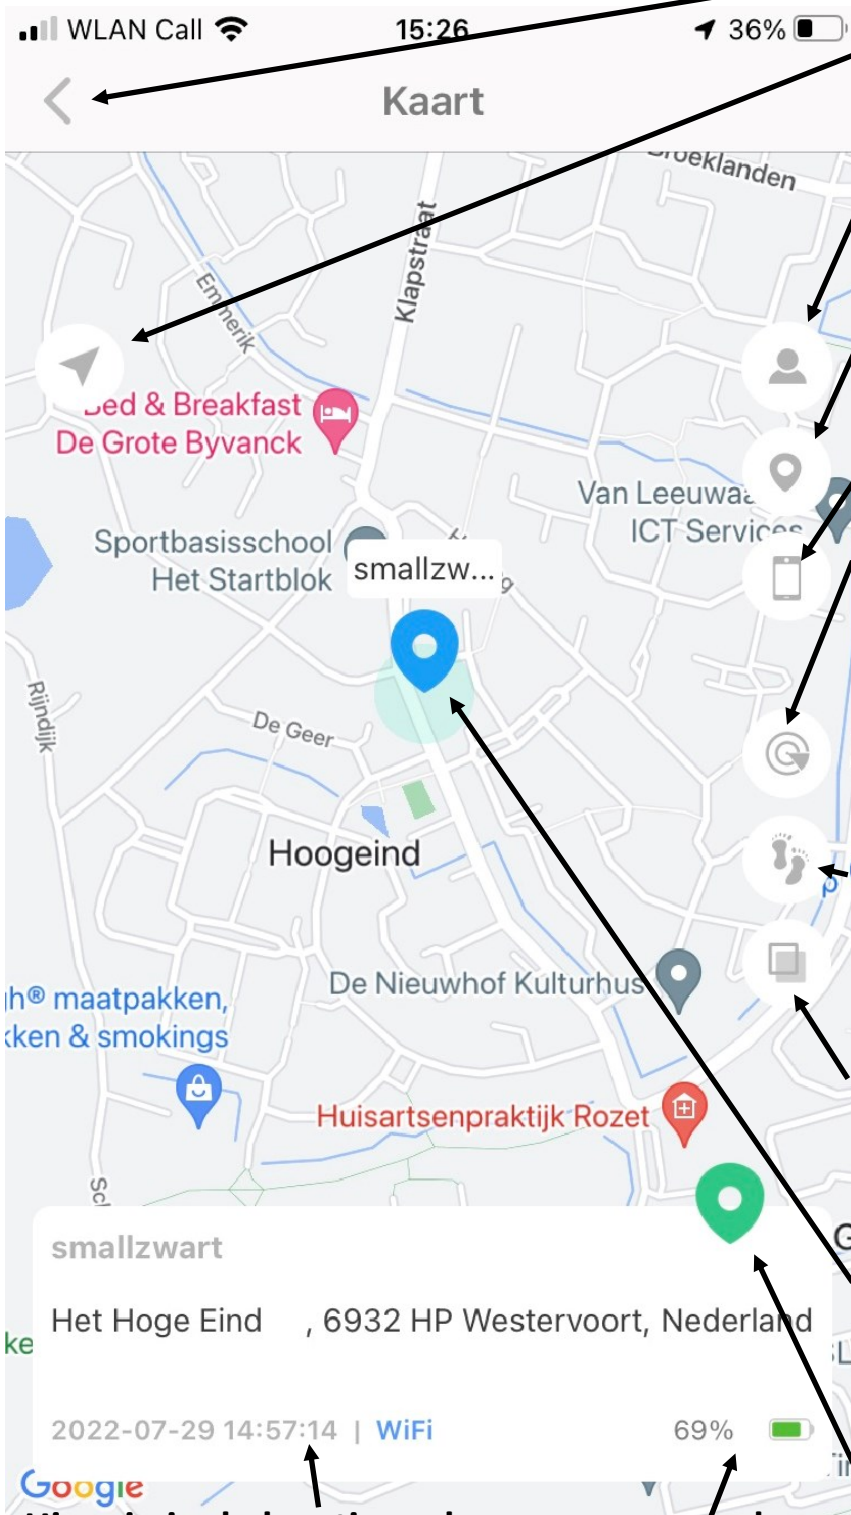 WLAN Call
15:26
36%
Kaart
Broeklanden
Klapstraat
Emmerik
Bed & Breakfast
De Grote Byvanck
Van Leeuwaa
ICT Services
Sportbasisschool
Het Startblok
smallzw...
Rijndijk
De Geer
Hoogeind
De Nieuwhof Kulturhus
h® maatpakken,
kken & smokings
Huisartsenpraktijk Rozet
smallzwart
Het Hoge Eind , 6932 HP Westervoort, Nederland
2022-07-29 14:57:14 | WiFi
69%
Google